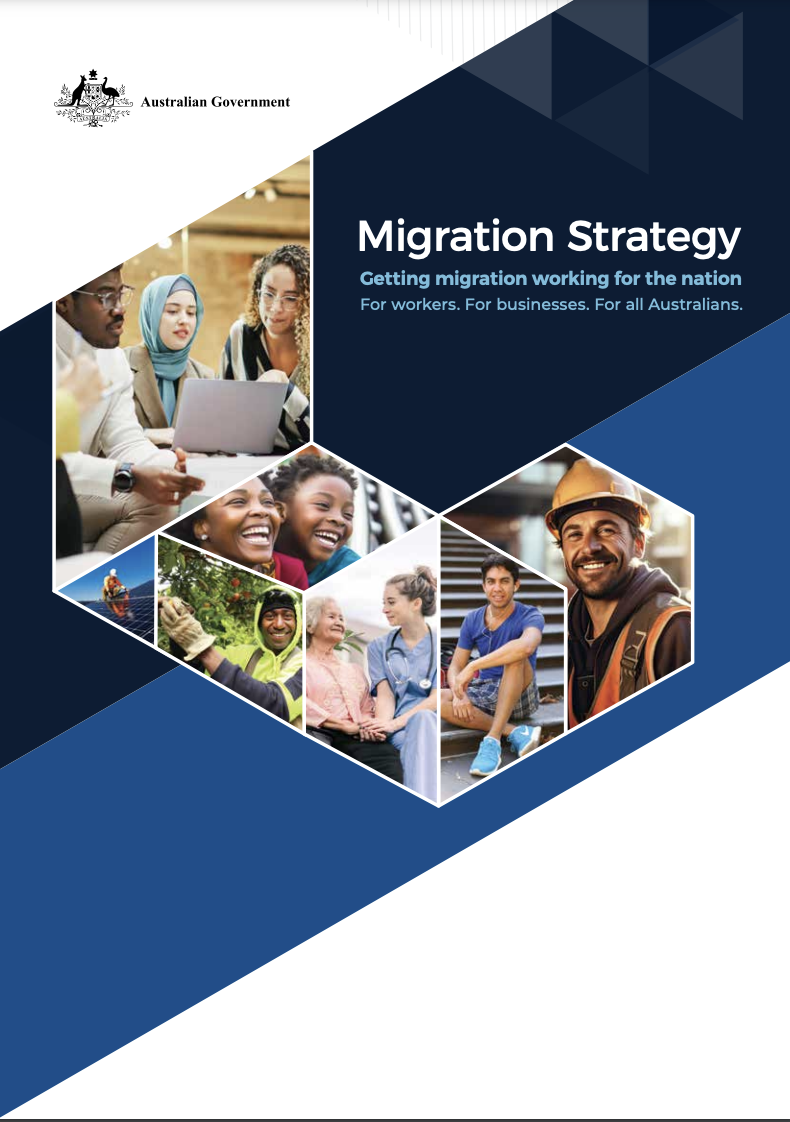 Australian Government
Migration Strategy
Getting migration working for the nation
For workers. For businesses. For all Australians.